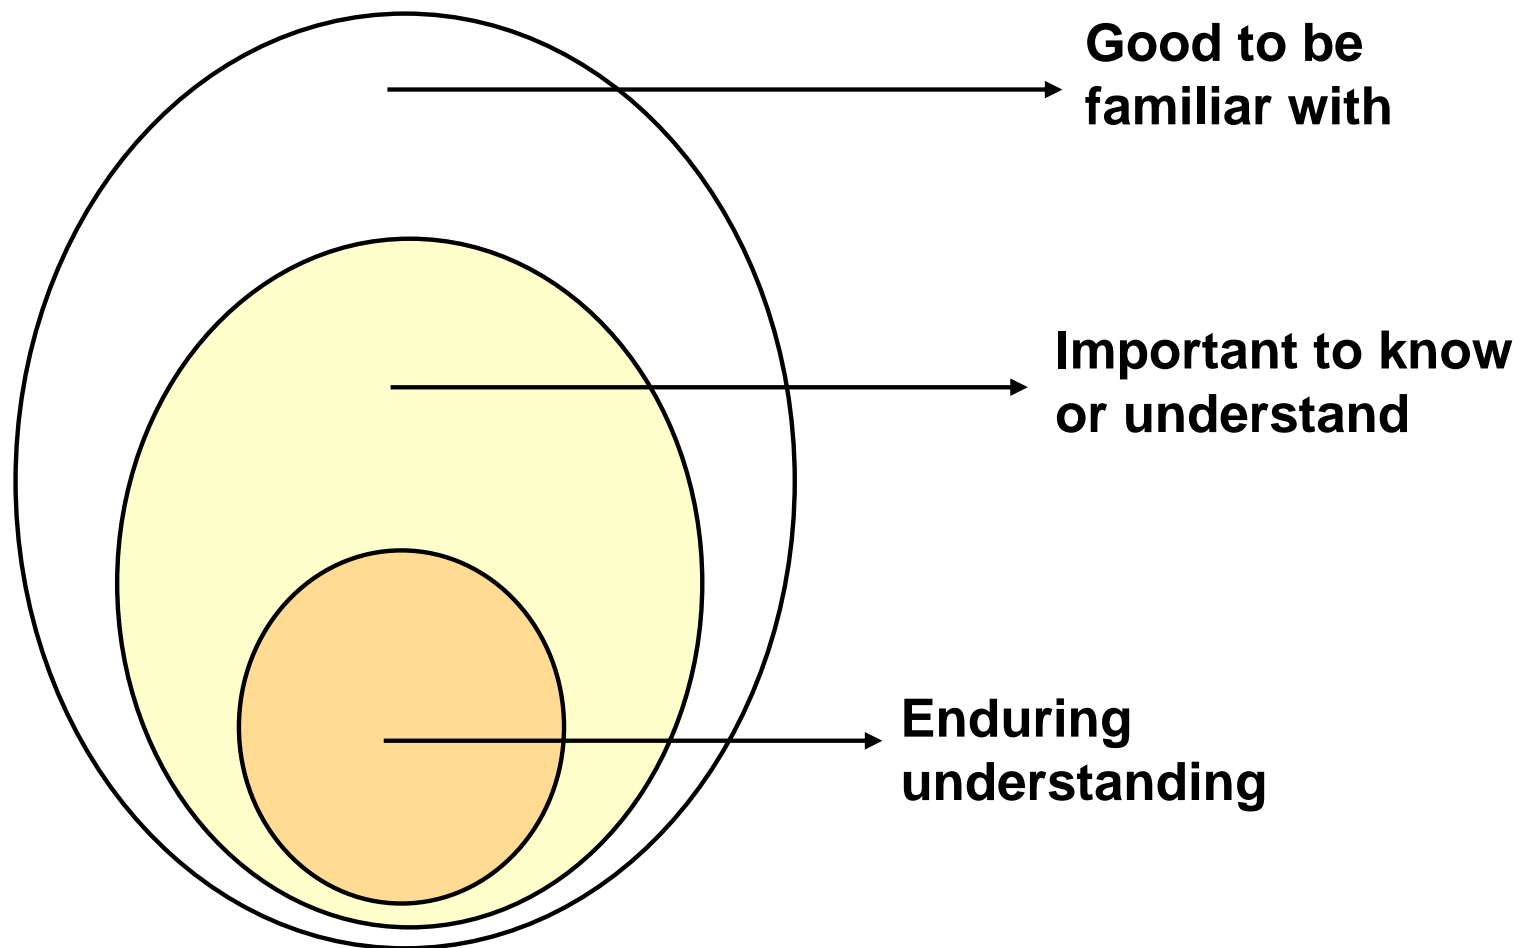 Good to be
familiar with
Important to know
or understand
Enduring
understanding